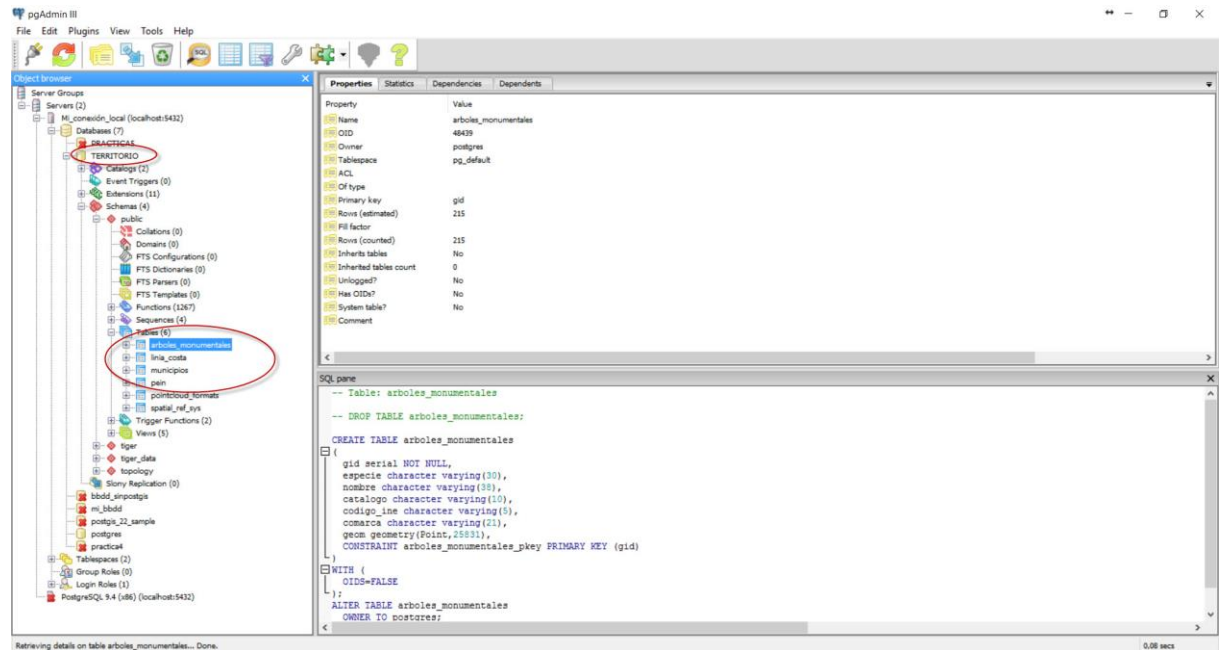 pgAdmin III
File Edit Plugins View Tools Help
SQL
Object browser
Server Groups
Servers (2)
Mi_conexión_local (localhost:5432)
Databases (7)
PRACTICAS
TERRITORIO
Catalogs (2)
Event Triggers (0)
Extensions (11)
Schemas (4)
public
Collations (0)
Domains (0)
FTS Configurations (0)
FTS Dictionaries (0)
FTS Parsers (0)
FTS Templates (0)
Functions (1267)
Sequences (4)
Tables (6)
arboles_monumentales
linia_costa
municipios
pein
pointcloud_formats
spatial_ref_sys
Trigger Functions (2)
Views (5)
tiger
tiger_data
topology
Slony Replication (0)
bbdd_sinpostgis
mi_bbdd
postgis_22_sample
postgres
practica4
Tablespaces (2)
Group Roles (0)
Login Roles (1)
PostgreSQL 9.4 (x86) (localhost:5432)
Properties Statistics Dependencies Dependents
Property Value
Name arboles_monumentales
OID 48439
Owner postgres
Tablespace pg_default
ACL
Of type
Primary key gid
Rows (estimated) 215
Fill factor
Rows (counted) 215
Inherits tables No
Inherited tables count 0
Unlogged? No
Has OIDs? No
System table? No
Comment
SQL pane
-- Table: arboles_monumentales
-- DROP TABLE arboles_monumentales;
CREATE TABLE arboles_monumentales
(
gid serial NOT NULL,
especie character varying(30),
nombre character varying(38),
catalogo character varying(10),
codigo_ine character varying(5),
comarca character varying(21),
geom geometry(Point,25831),
CONSTRAINT arboles_monumentales_pkey PRIMARY KEY (gid)
)
WITH (
OIDS=FALSE
);
ALTER TABLE arboles_monumentales
OWNER TO postgres;
Retrieving details on table arboles_monumentales... Done. 0,08 secs